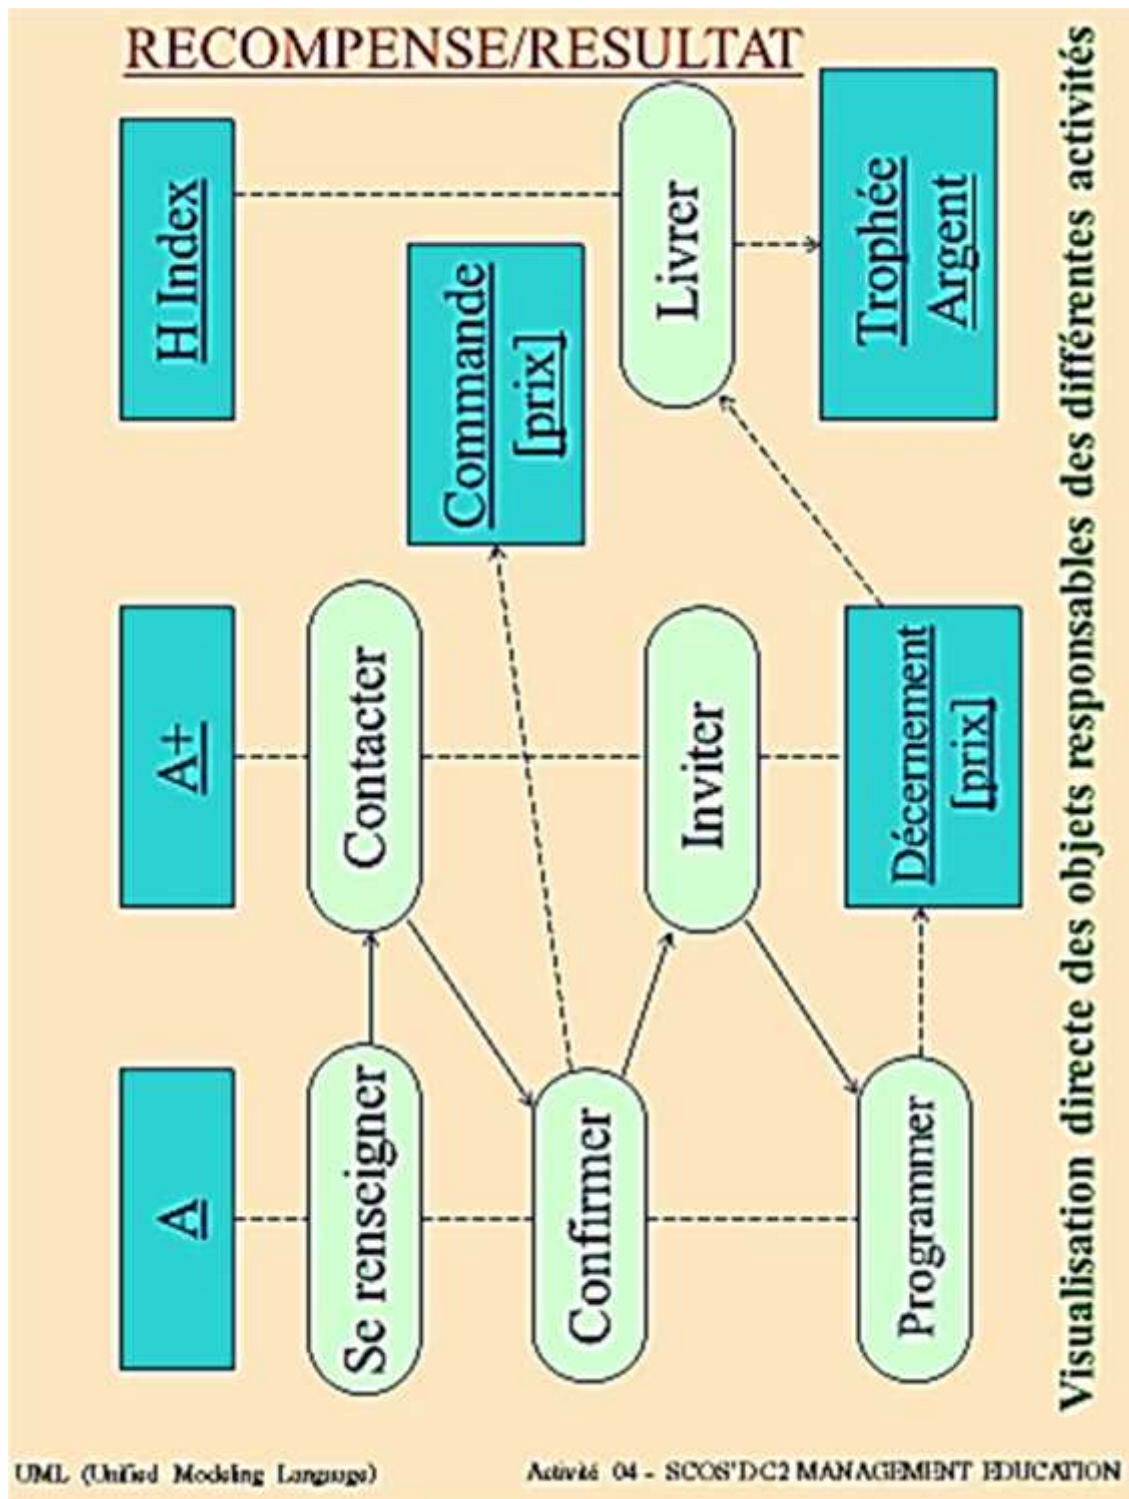 RECOMPENSE/RESULTAT
A
A+
H Index
Se renseigner
Contacter
Commande
[prix]
Confirmer
Inviter
Livrer
Programmer
Décernement
[prix]
Trophée
Argent
Visualisation directe des objets responsables des différentes activités
UML (Unified Modeling Language)
Activité 04 - SCOS'DC2 MANAGEMENT EDUCATION